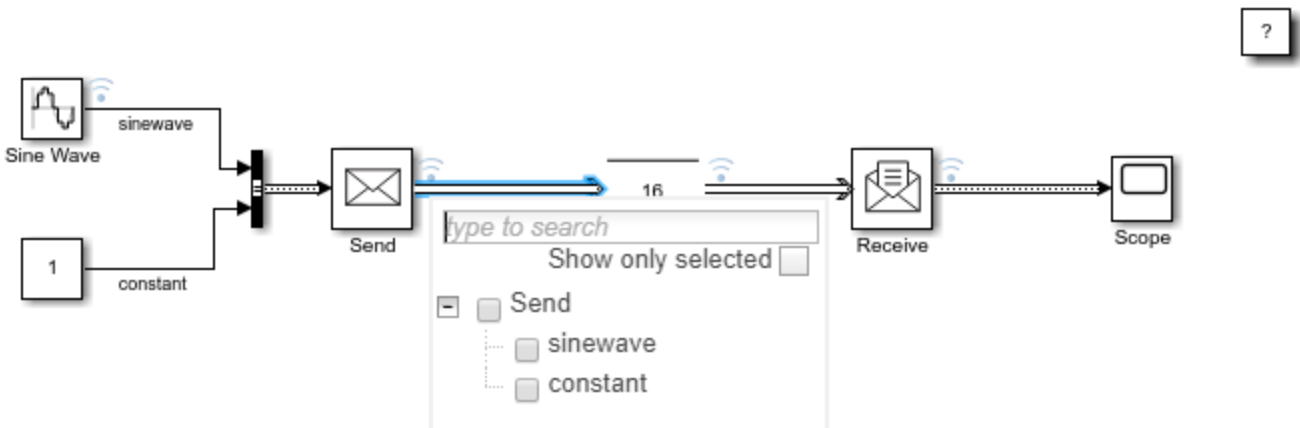 ?
sinewave
Sine Wave
16
Send
Receive
Scope
1
constant
type to search
Show only selected
Send
sinewave
constant